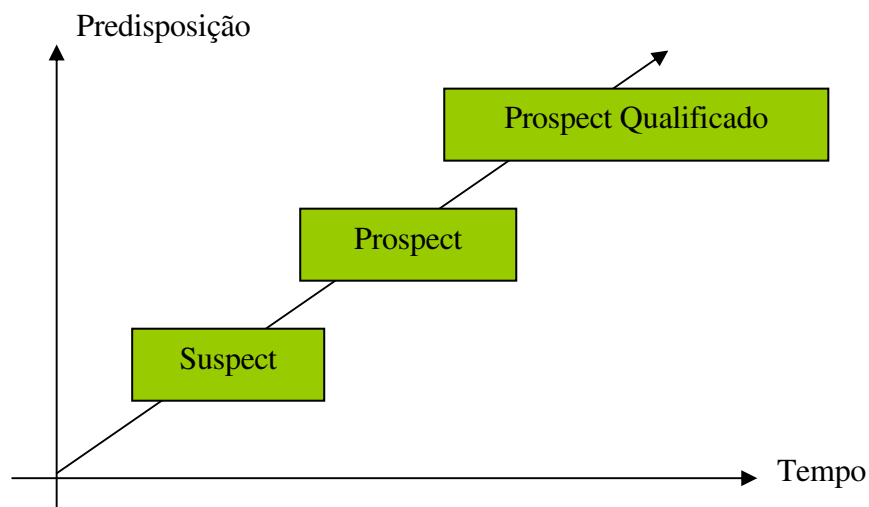 Predisposição
Prospect Qualificado
Prospect
Suspect
Tempo